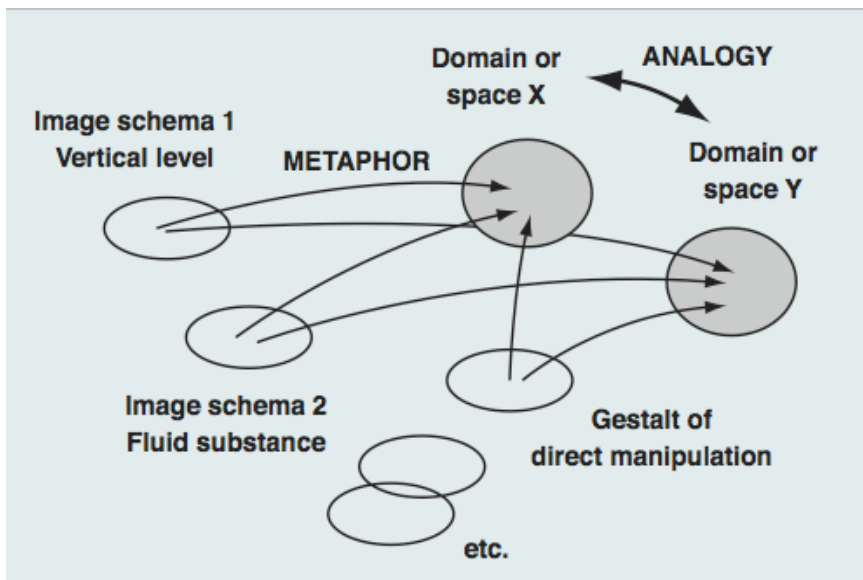 Domain or
space X
ANALOGY
Image schema 1
Vertical level
METAPHOR
Domain or
space Y
Image schema 2
Fluid substance
Gestalt of
direct manipulation
etc.